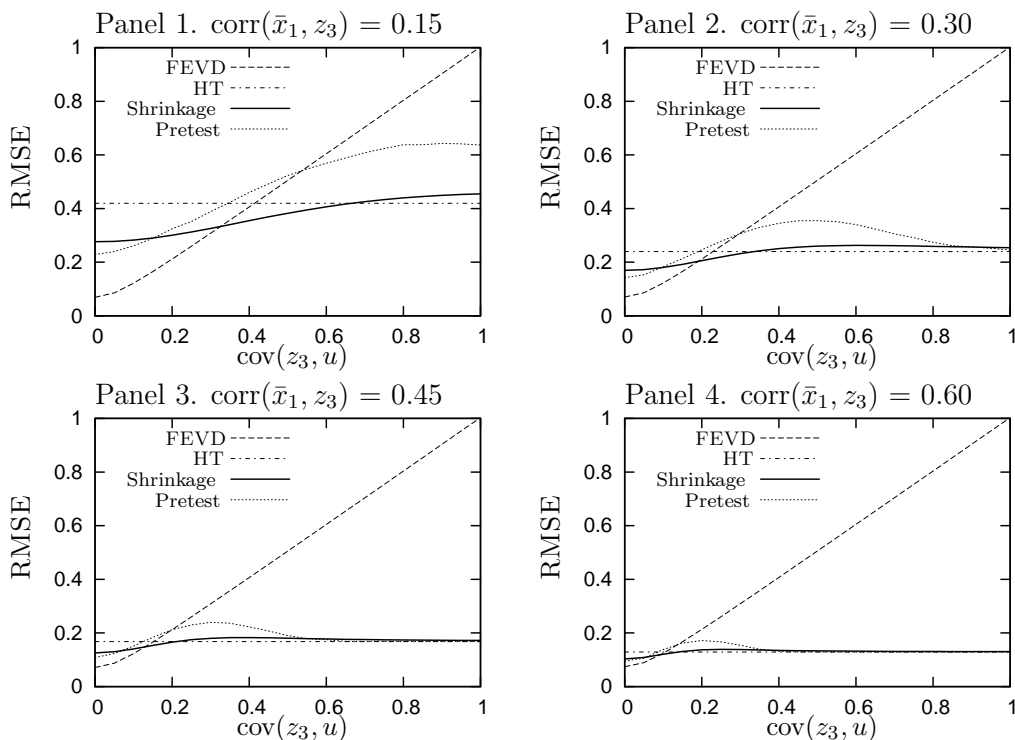 Panel 1. corr(x̄₁, z₃) = 0.15
RMSE
1
0.8
0.6
0.4
0.2
0
FEVD
HT
Shrinkage
Pretest
0 0.2 0.4 0.6 0.8 1
cov(z₃, u)
Panel 2. corr(x̄₁, z₃) = 0.30
RMSE
1
0.8
0.6
0.4
0.2
0
FEVD
HT
Shrinkage
Pretest
0 0.2 0.4 0.6 0.8 1
cov(z₃, u)
Panel 3. corr(x̄₁, z₃) = 0.45
RMSE
1
0.8
0.6
0.4
0.2
0
FEVD
HT
Shrinkage
Pretest
0 0.2 0.4 0.6 0.8 1
cov(z₃, u)
Panel 4. corr(x̄₁, z₃) = 0.60
RMSE
1
0.8
0.6
0.4
0.2
0
FEVD
HT
Shrinkage
Pretest
0 0.2 0.4 0.6 0.8 1
cov(z₃, u)